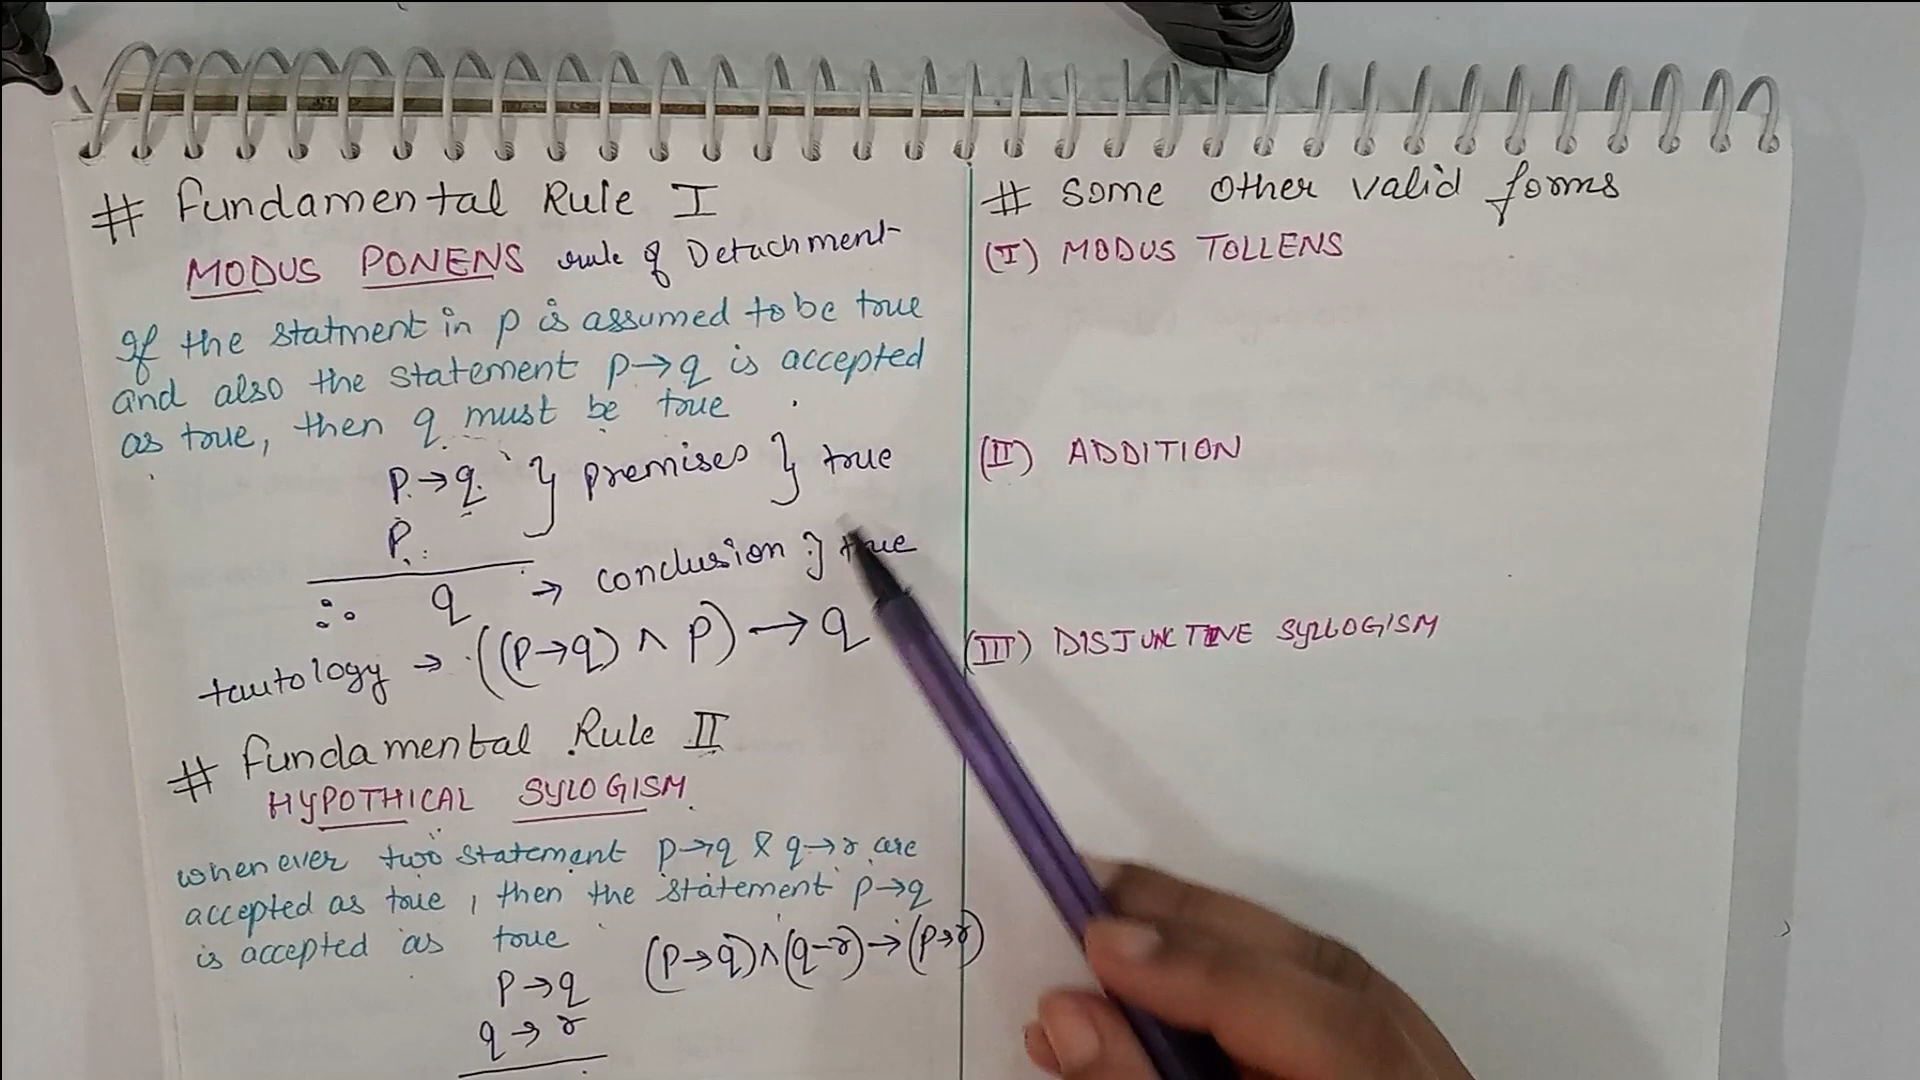 # Fundamental Rule I
MODUS PONENS rule of Detachment
If the statment in p is assumed to be true
and also the statement p→q is accepted
as true, then q must be true
p→q } premises } true
p
∴ q → conclusion } true
tautology → ((p→q) ∧ p) → q
# Fundamental Rule II
HYPOTHICAL SYLOGISM
when ever two statement p→q & q→r are
accepted as true, then the statement p→q
is accepted as true
(p→q)∧(q-r)→(p→r)
p→q
q→r
# Some Other Valid forms
(I) MODUS TOLLENS
(II) ADDITION
(III) DISJUNCTIVE SYLLOGISM